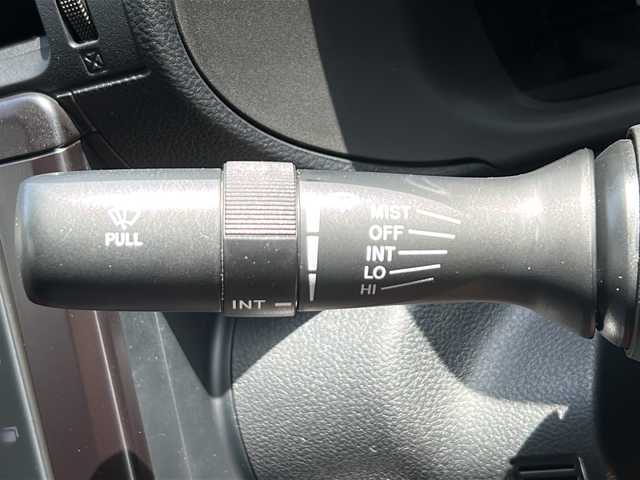 PULL
INT
MIST
OFF
INT
LO
HI